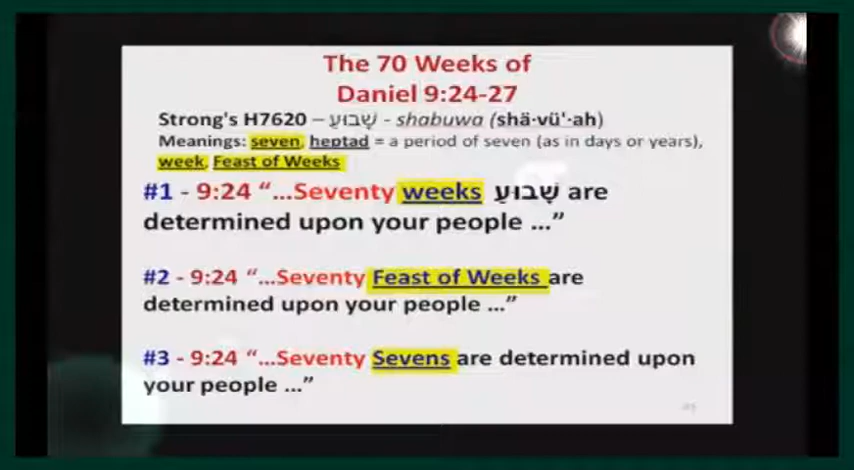 The 70 Weeks of
Daniel 9:24-27
Strong's H7620 – שָׁבוּעַ - shabuwa (shä·vü'·ah)
Meanings: seven, heptad = a period of seven (as in days or years),
week, Feast of Weeks
#1 - 9:24 “...Seventy weeks שָׁבוּעַ are
determined upon your people ...”
#2 - 9:24 “...Seventy Feast of Weeks are
determined upon your people ...”
#3 - 9:24 “...Seventy Sevens are determined upon
your people ...”